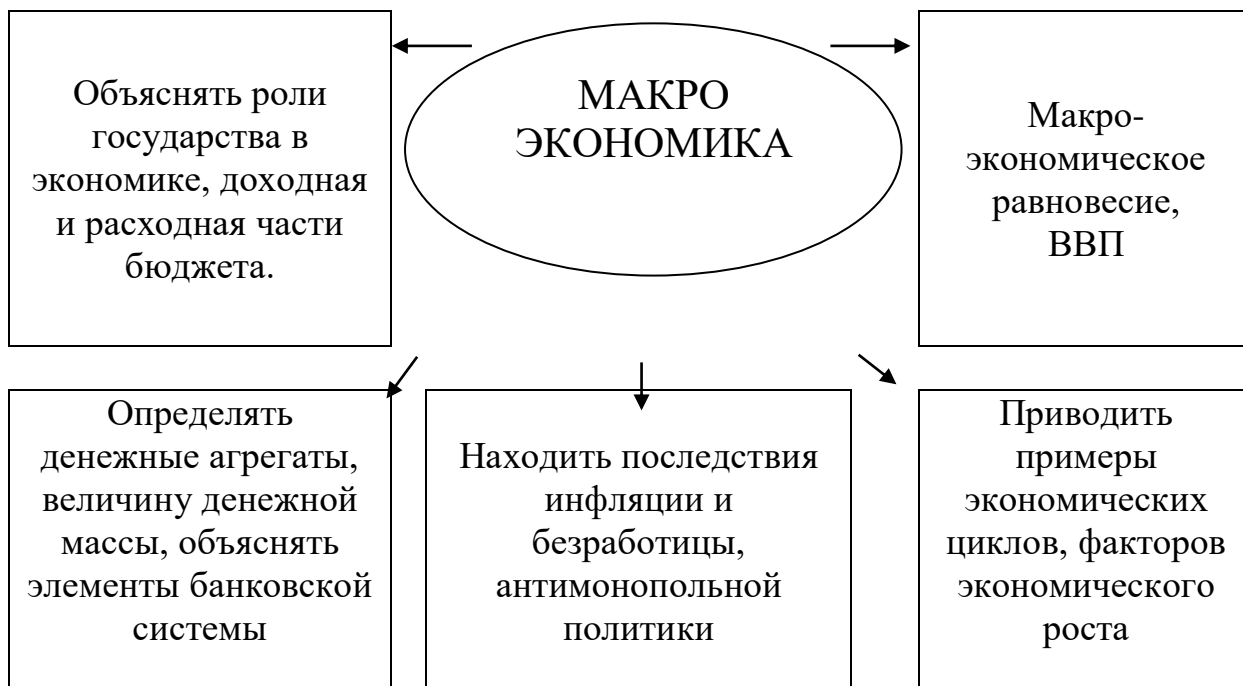 Объяснять роли
государства в
экономике, доходная
и расходная части
бюджета.
МАКРО
ЭКОНОМИКА
Макро-
экономическое
равновесие,
ВВП
Определять
денежные агрегаты,
величину денежной
массы, объяснять
элементы банковской
системы
Находить последствия
инфляции и
безработицы,
антимонопольной
политики
Приводить
примеры
экономических
циклов, факторов
экономического
роста